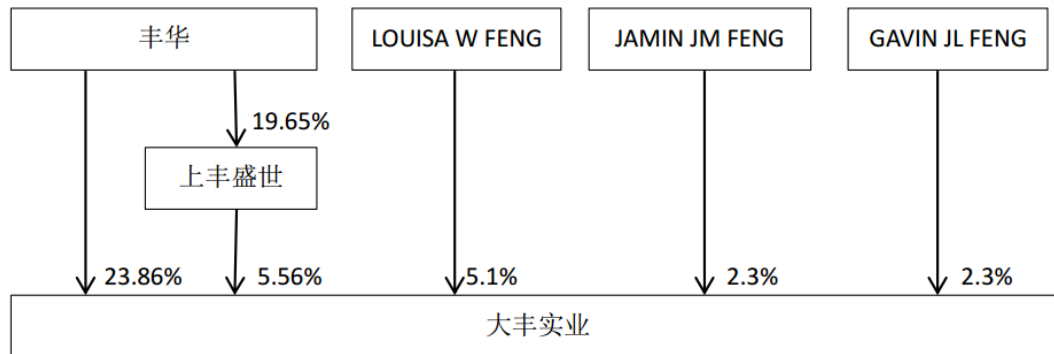 丰华
LOUISA W FENG
JAMIN JM FENG
GAVIN JL FENG
19.65%
上丰盛世
23.86%
5.56%
5.1%
2.3%
2.3%
大丰实业